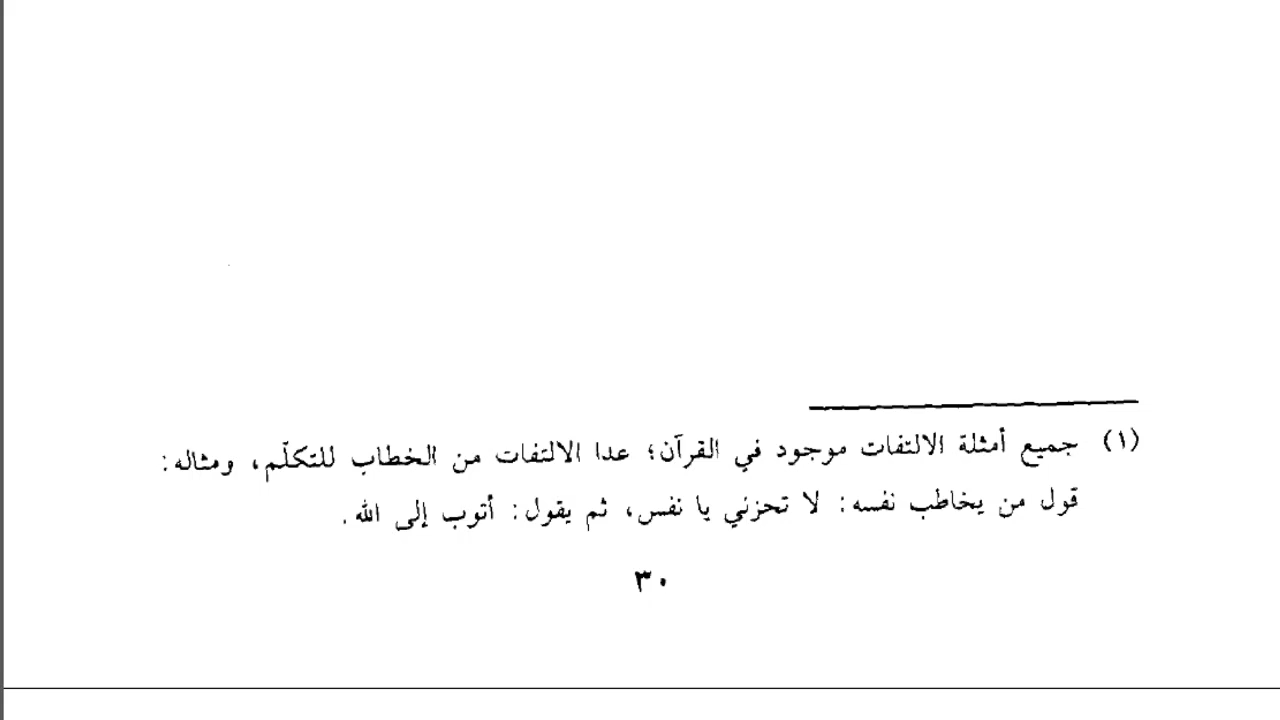 (١) جميع أمثلة الالتفات موجود في القرآن؛ عدا الالتفات من الخطاب للتكلّم، ومثاله:
قول من يخاطب نفسه: لا تحزني يا نفس، ثم يقول: أتوب إلى الله.
٣٠